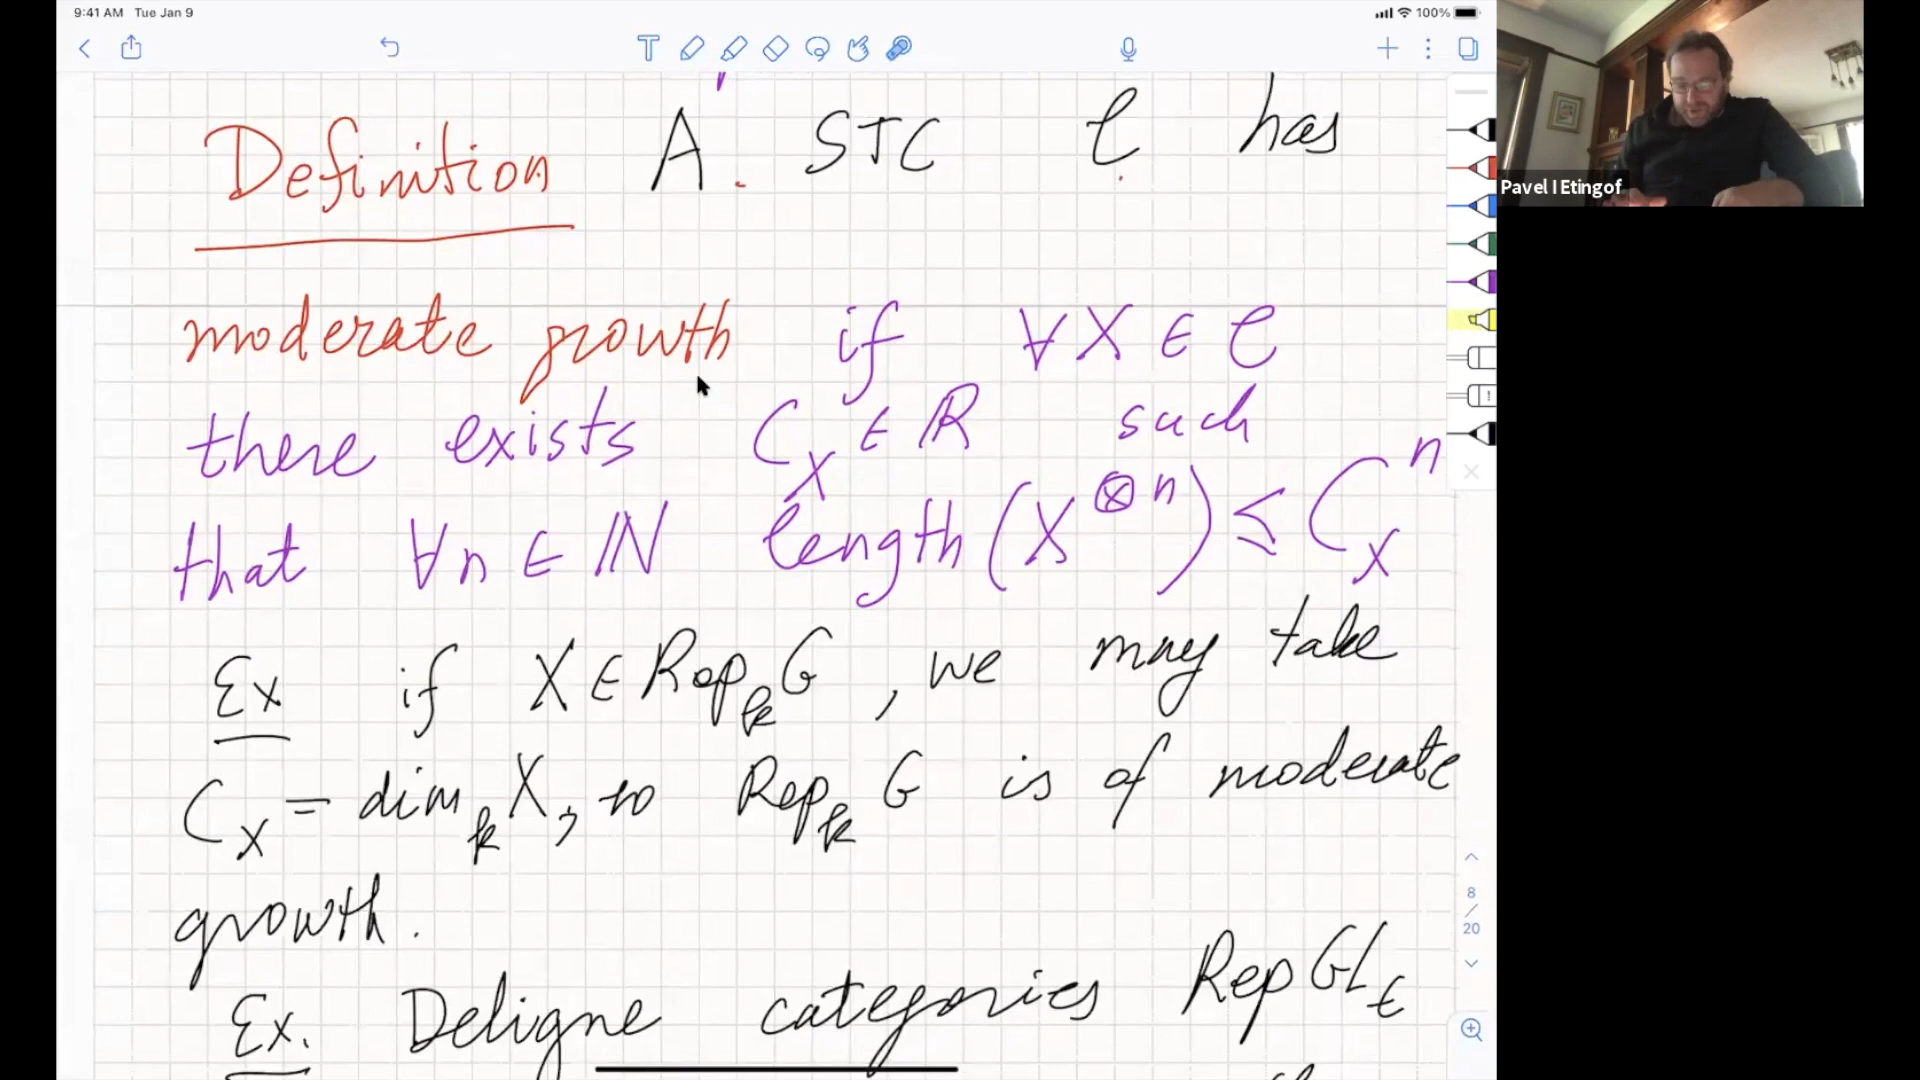 9:41 AM Tue Jan 9
100%
Definition A STC C has
moderate growth if ∀X ∈ C
there exists C_X ∈ ℝ such
that ∀n ∈ ℕ length(X^{⊗n}) ≤ C_X^n
Ex if X ∈ Rep_k G, we may take
C_X = dim_k X, so Rep_k G is of moderate
growth.
Ex. Deligne categories Rep GL_t
Pavel I Etingof
8
/
20